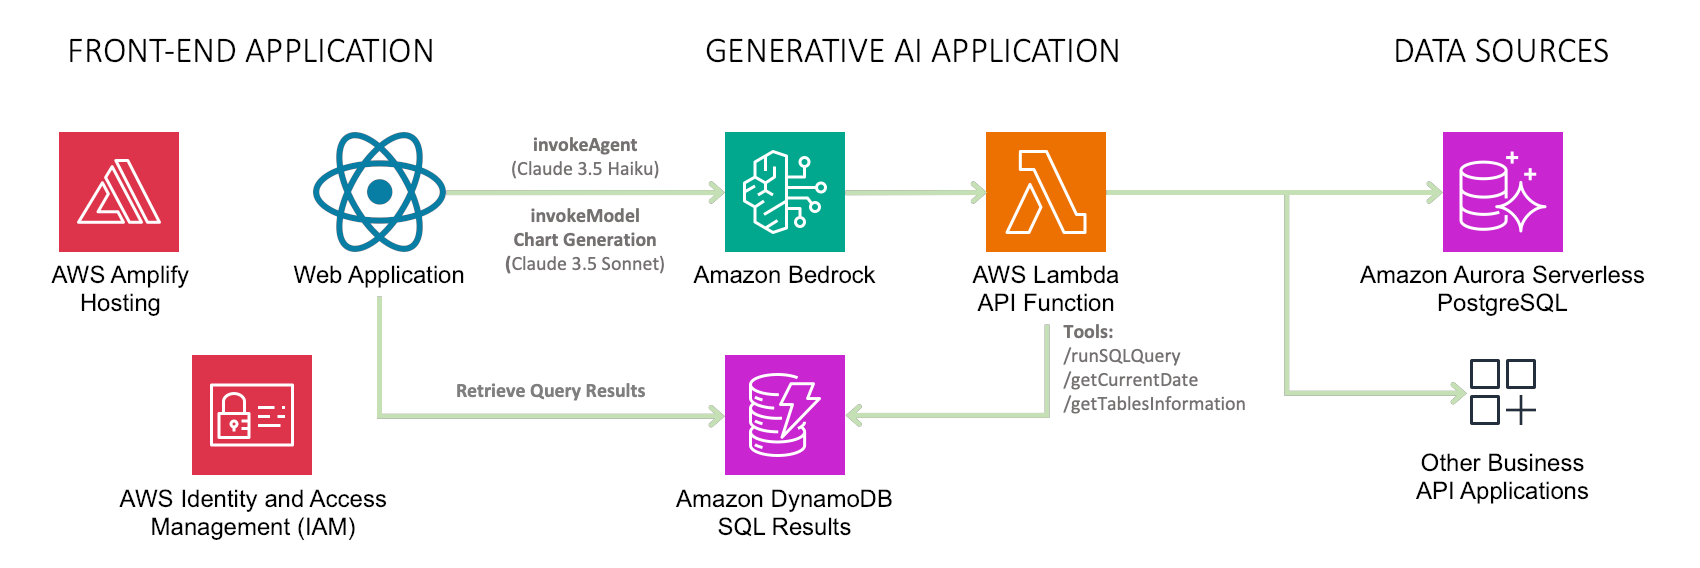 FRONT-END APPLICATION
GENERATIVE AI APPLICATION
DATA SOURCES
AWS Amplify
Hosting
Web Application
invokeAgent
(Claude 3.5 Haiku)
invokeModel
Chart Generation
(Claude 3.5 Sonnet)
Amazon Bedrock
AWS Lambda
API Function
Amazon Aurora Serverless
PostgreSQL
Tools:
/runSQLQuery
/getCurrentDate
/getTablesInformation
Retrieve Query Results
AWS Identity and Access
Management (IAM)
Amazon DynamoDB
SQL Results
Other Business
API Applications